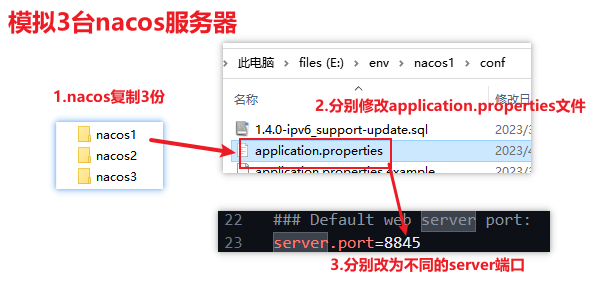 模拟3台nacos服务器
此电脑 > files (E:) > env > nacos1 > conf
1.nacos复制3份
名称
2.分别修改application.properties文件
nacos1
nacos2
nacos3
1.4.0-ipv6_support-update.sql 2023/3
application.properties 2023/4
application.properties.example
22 ### Default web server port:
23 server.port=8845
3.分别改为不同的server端口